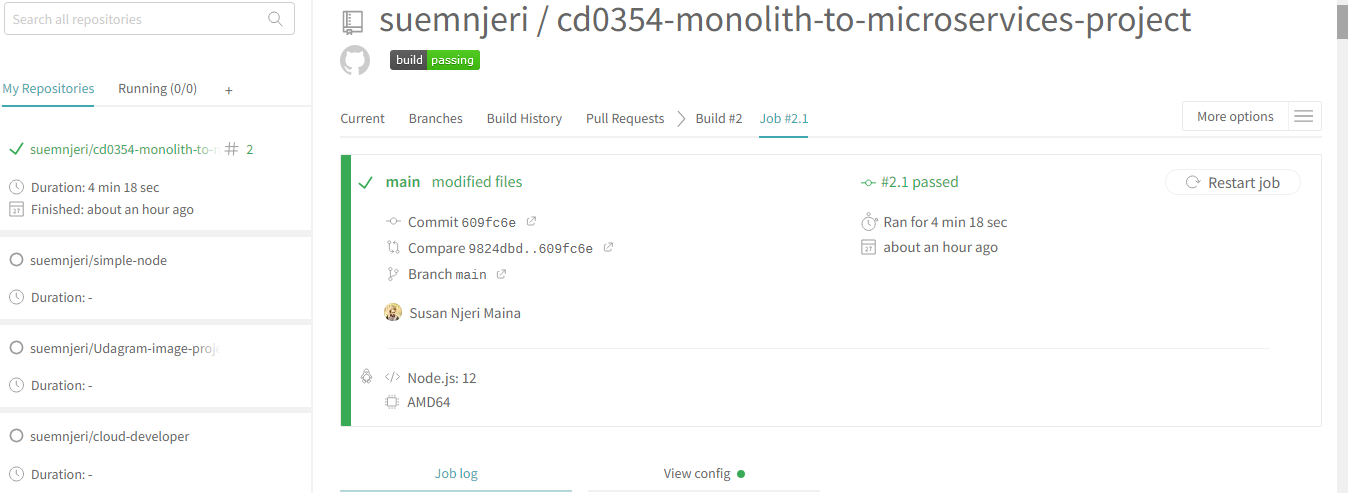 Search all repositories
My Repositories
Running (0/0)
+
suemnjeri/cd0354-monolith-to- # 2
Duration: 4 min 18 sec
27 Finished: about an hour ago
suemnjeri/simple-node
Duration: -
suemnjeri/Udagram-image-proj
Duration: -
suemnjeri/cloud-developer
Duration: -
suemnjeri / cd0354-monolith-to-microservices-project
build passing
Current
Branches
Build History
Pull Requests
Build #2
Job #2.1
More options
main modified files
#2.1 passed
Restart job
Commit 609fc6e
Ran for 4 min 18 sec
Compare 9824dbd..609fc6e
27 about an hour ago
Branch main
Susan Njeri Maina
</> Node.js: 12
AMD64
Job log
View config